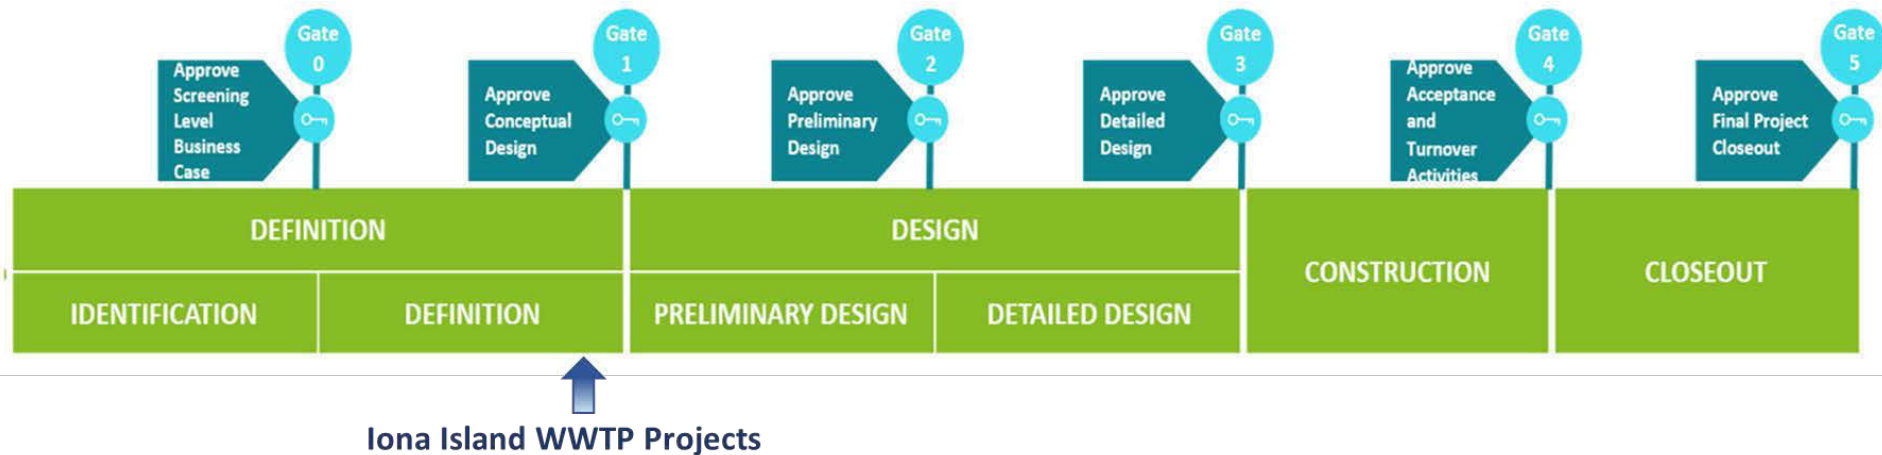 Gate
0
Approve
Screening
Level
Business
Case
Gate
1
Approve
Conceptual
Design
Gate
2
Approve
Preliminary
Design
Gate
3
Approve
Detailed
Design
Gate
4
Approve
Acceptance
and
Turnover
Activities
Gate
5
Approve
Final Project
Closeout
DEFINITION
DESIGN
CONSTRUCTION
CLOSEOUT
IDENTIFICATION
DEFINITION
PRELIMINARY DESIGN
DETAILED DESIGN
Iona Island WWTP Projects